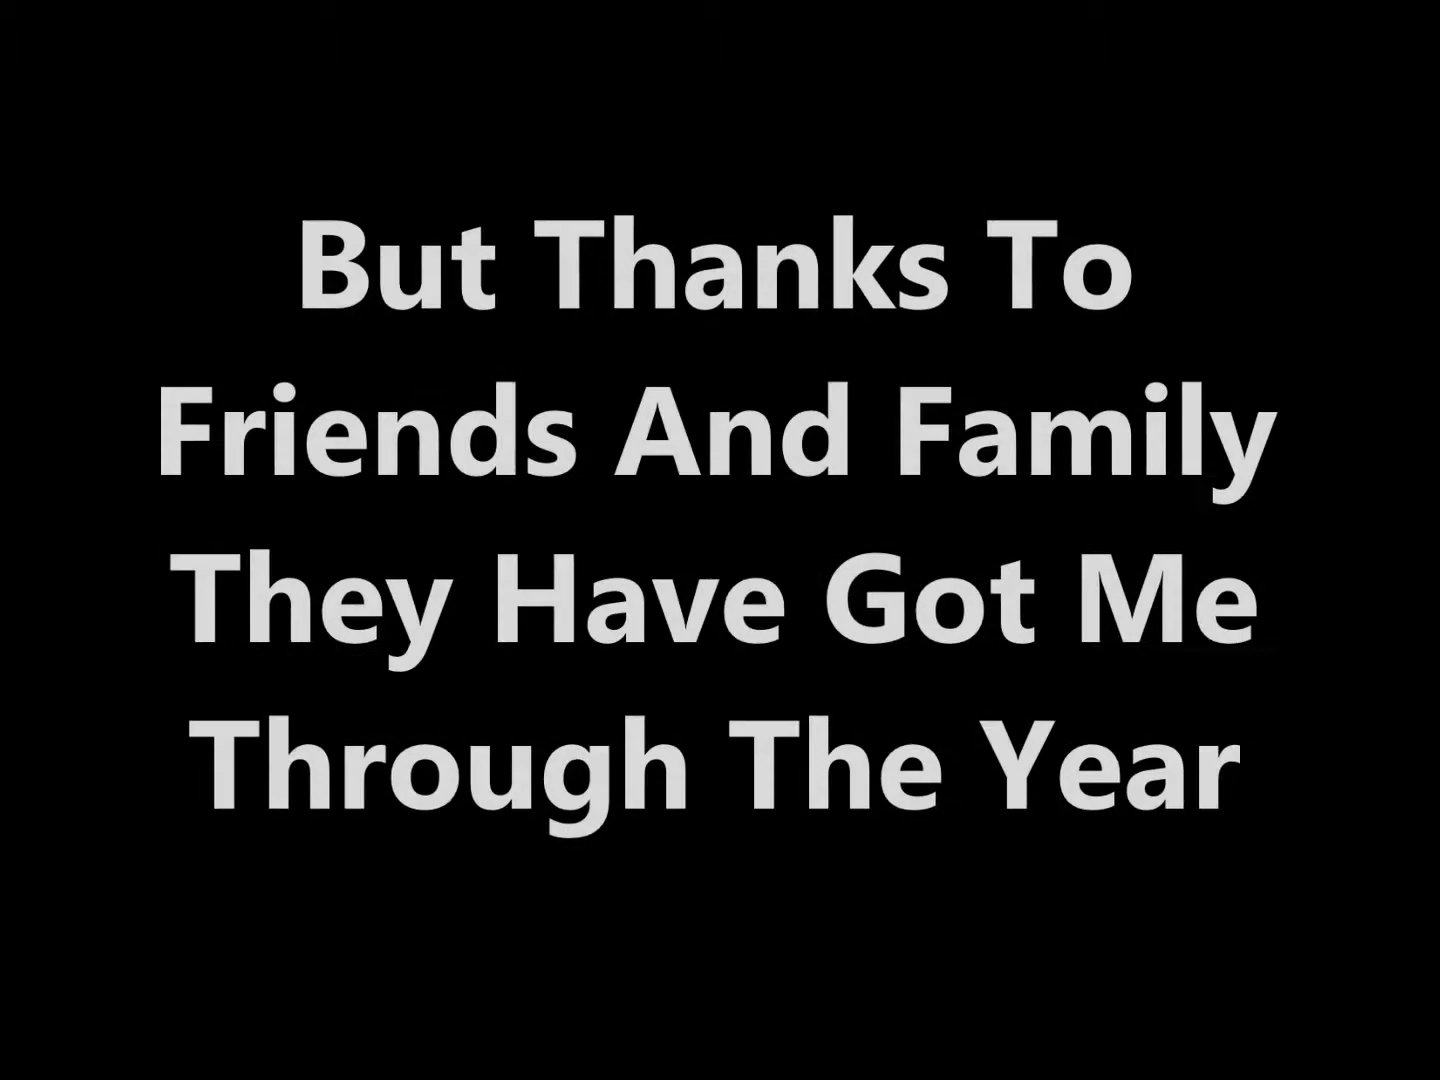 But Thanks To
Friends And Family
They Have Got Me
Through The Year